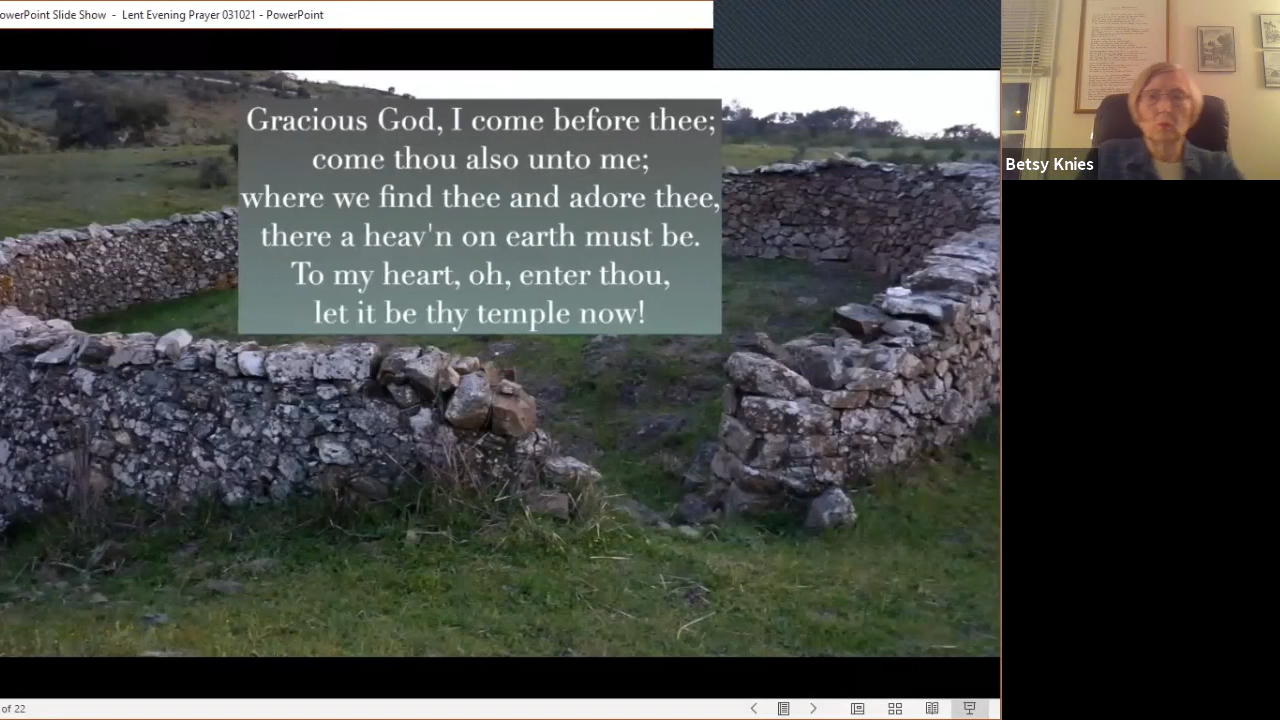 owerPoint Slide Show - Lent Evening Prayer 031021 - PowerPoint
Gracious God, I come before thee;
come thou also unto me;
where we find thee and adore thee,
there a heav'n on earth must be.
To my heart, oh, enter thou,
let it be thy temple now!
Betsy Knies
of 22